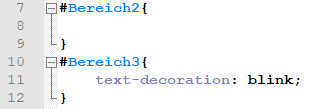 7 #Bereich2{
8
9 }
10 #Bereich3{
11 text-decoration: blink;
12 }